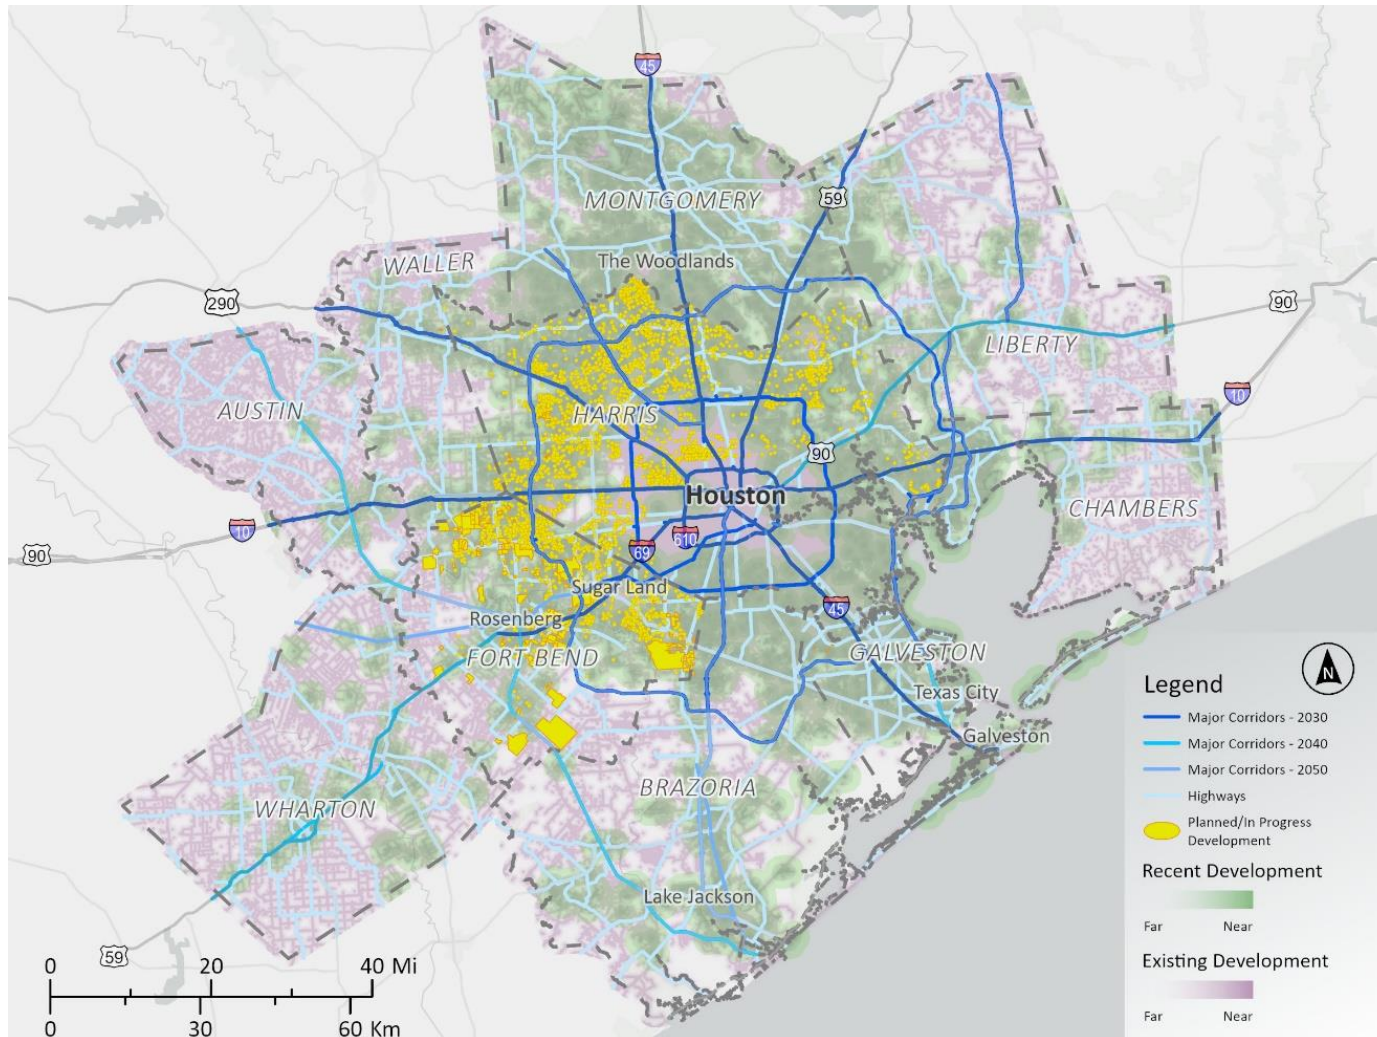 45
59
MONTGOMERY
WALLER
The Woodlands
290
90
LIBERTY
10
AUSTIN
HARRIS
90
Houston
CHAMBERS
10
90
69
610
Sugar Land
45
Rosenberg
FORT BEND
GALVESTON
Texas City
Galveston
BRAZORIA
WHARTON
Lake Jackson
59
0 20 40 Mi
0 30 60 Km
N
Legend
Major Corridors - 2030
Major Corridors - 2040
Major Corridors - 2050
Highways
Planned/In Progress
Development
Recent Development
Far Near
Existing Development
Far Near